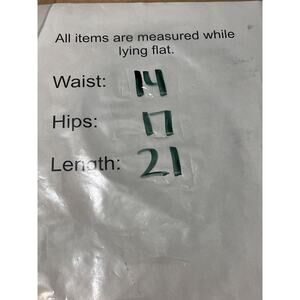 All items are measured while
lying flat.
Waist: 14
Hips: 17
Length: 21